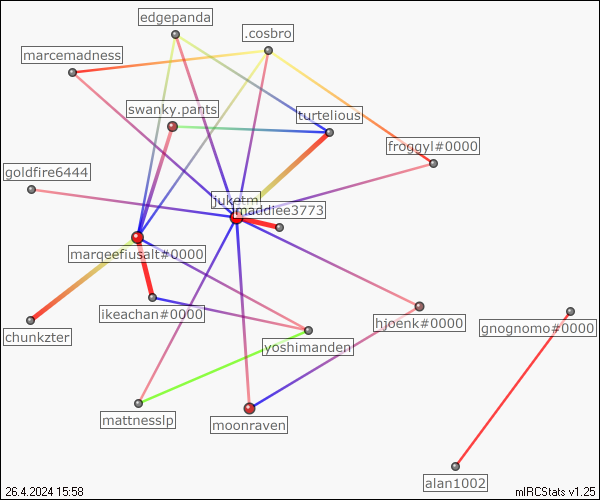 edgepanda
.cosbro
marcemadness
swanky.pants
turtelious
froggyl#0000
goldfire6444
jukgtm
maddiee3773
marqeefiusalt#0000
ikeachan#0000
hjoenk#0000
gnognomo#0000
chunkzter
yoshimanden
mattnesslp
moonraven
alan1002
26.4.2024 15:58
mIRCStats v1.25